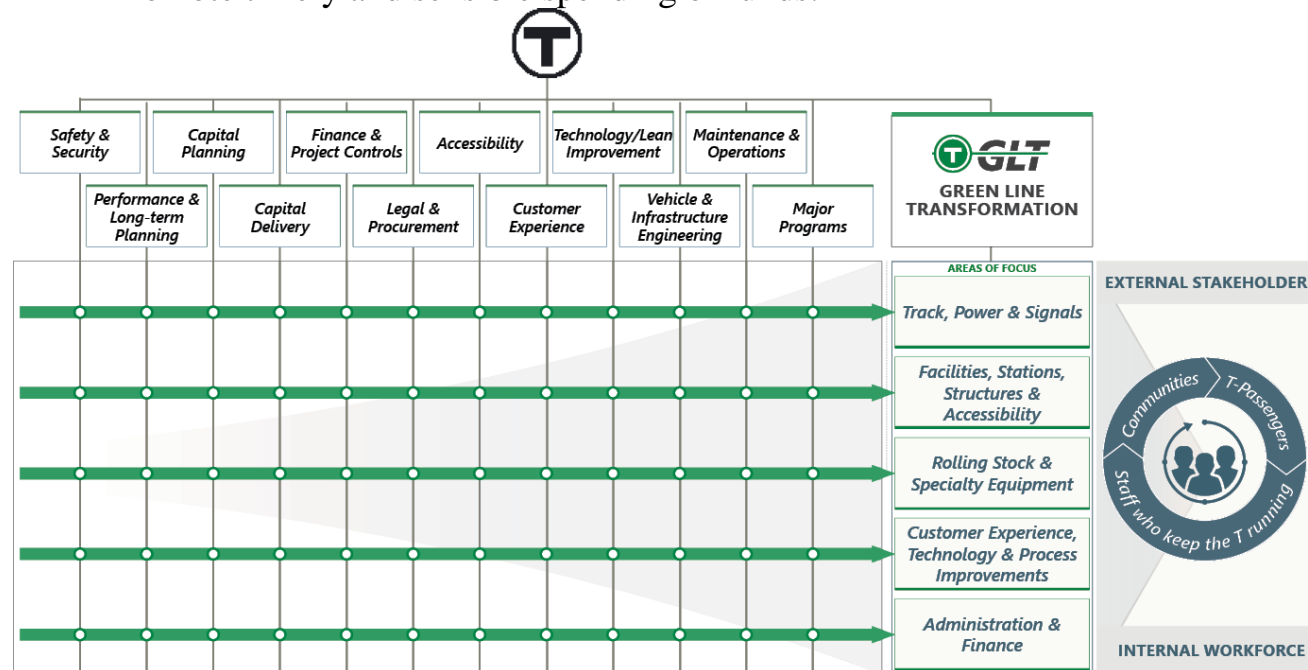 T
Safety &
Security
Capital
Planning
Finance &
Project Controls
Accessibility
Technology/Lean
Improvement
Maintenance &
Operations
Performance &
Long-term
Planning
Capital
Delivery
Legal &
Procurement
Customer
Experience
Vehicle &
Infrastructure
Engineering
Major
Programs
T GLT
GREEN LINE
TRANSFORMATION
AREAS OF FOCUS
Track, Power & Signals
Facilities, Stations,
Structures &
Accessibility
Rolling Stock &
Specialty Equipment
Customer Experience,
Technology & Process
Improvements
Administration &
Finance
EXTERNAL STAKEHOLDER
Communities
T-Passengers
Staff who keep the T running
INTERNAL WORKFORCE